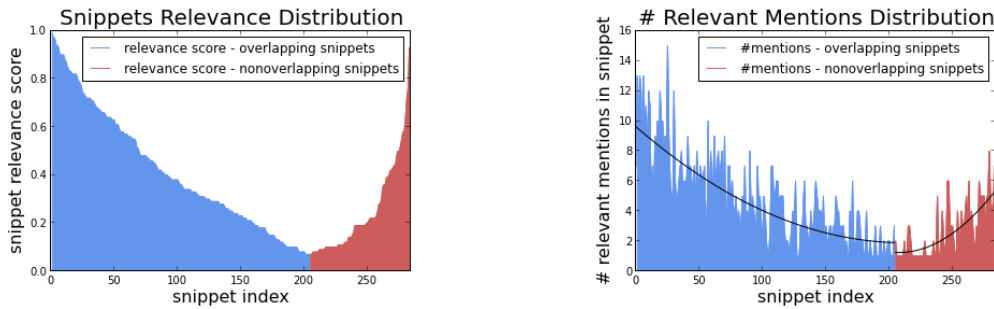 Snippets Relevance Distribution
1.0
0.8
0.6
0.4
0.2
0.0
snippet relevance score
relevance score - overlapping snippets
relevance score - nonoverlapping snippets
0 50 100 150 200 250
snippet index
# Relevant Mentions Distribution
16
14
12
10
8
6
4
2
0
# relevant mentions in snippet
#mentions - overlapping snippets
#mentions - nonoverlapping snippets
0 50 100 150 200 250
snippet index